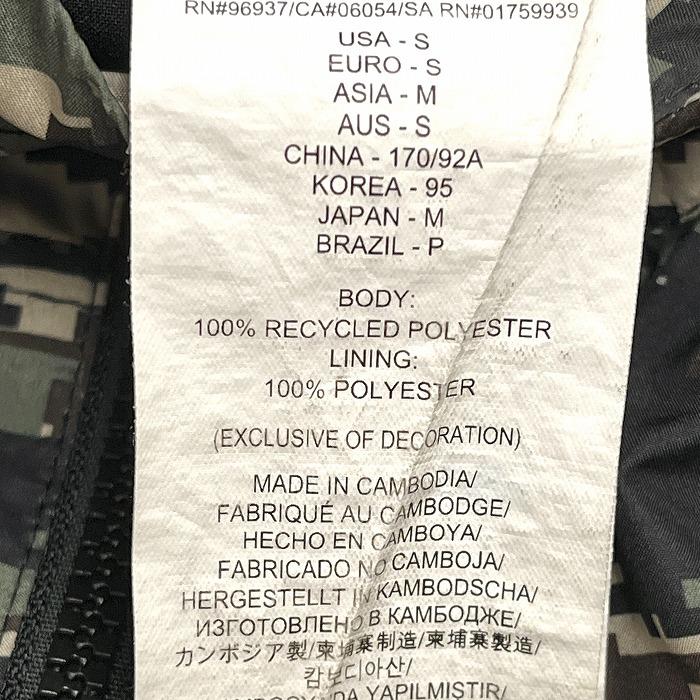 RN#96937/CA#06054/SA RN#01759939
USA - S
EURO - S
ASIA - M
AUS - S
CHINA - 170/92A
KOREA - 95
JAPAN - M
BRAZIL - P
BODY:
100% RECYCLED POLYESTER
LINING:
100% POLYESTER
(EXCLUSIVE OF DECORATION)
MADE IN CAMBODIA/
FABRIQUÉ AU CAMBODGE/
HECHO EN CAMBOYA/
FABRICADO NO CAMBOJA/
HERGESTELLT IN KAMBODSCHA/
ИЗГОТОВЛЕНО В КАМБОДЖЕ/
カンボジア製/柬埔寨制造/柬埔寨製造/
캄보디아산/
YAPILMIŞTIR/